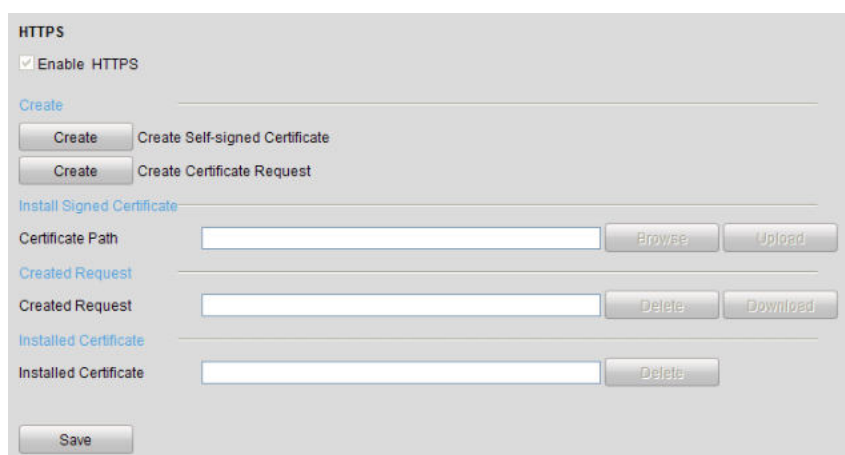 HTTPS
Enable HTTPS
Create
Create Create Self-signed Certificate
Create Create Certificate Request
Install Signed Certificate
Certificate Path Browse Upload
Created Request
Created Request Delete Download
Installed Certificate
Installed Certificate Delete
Save